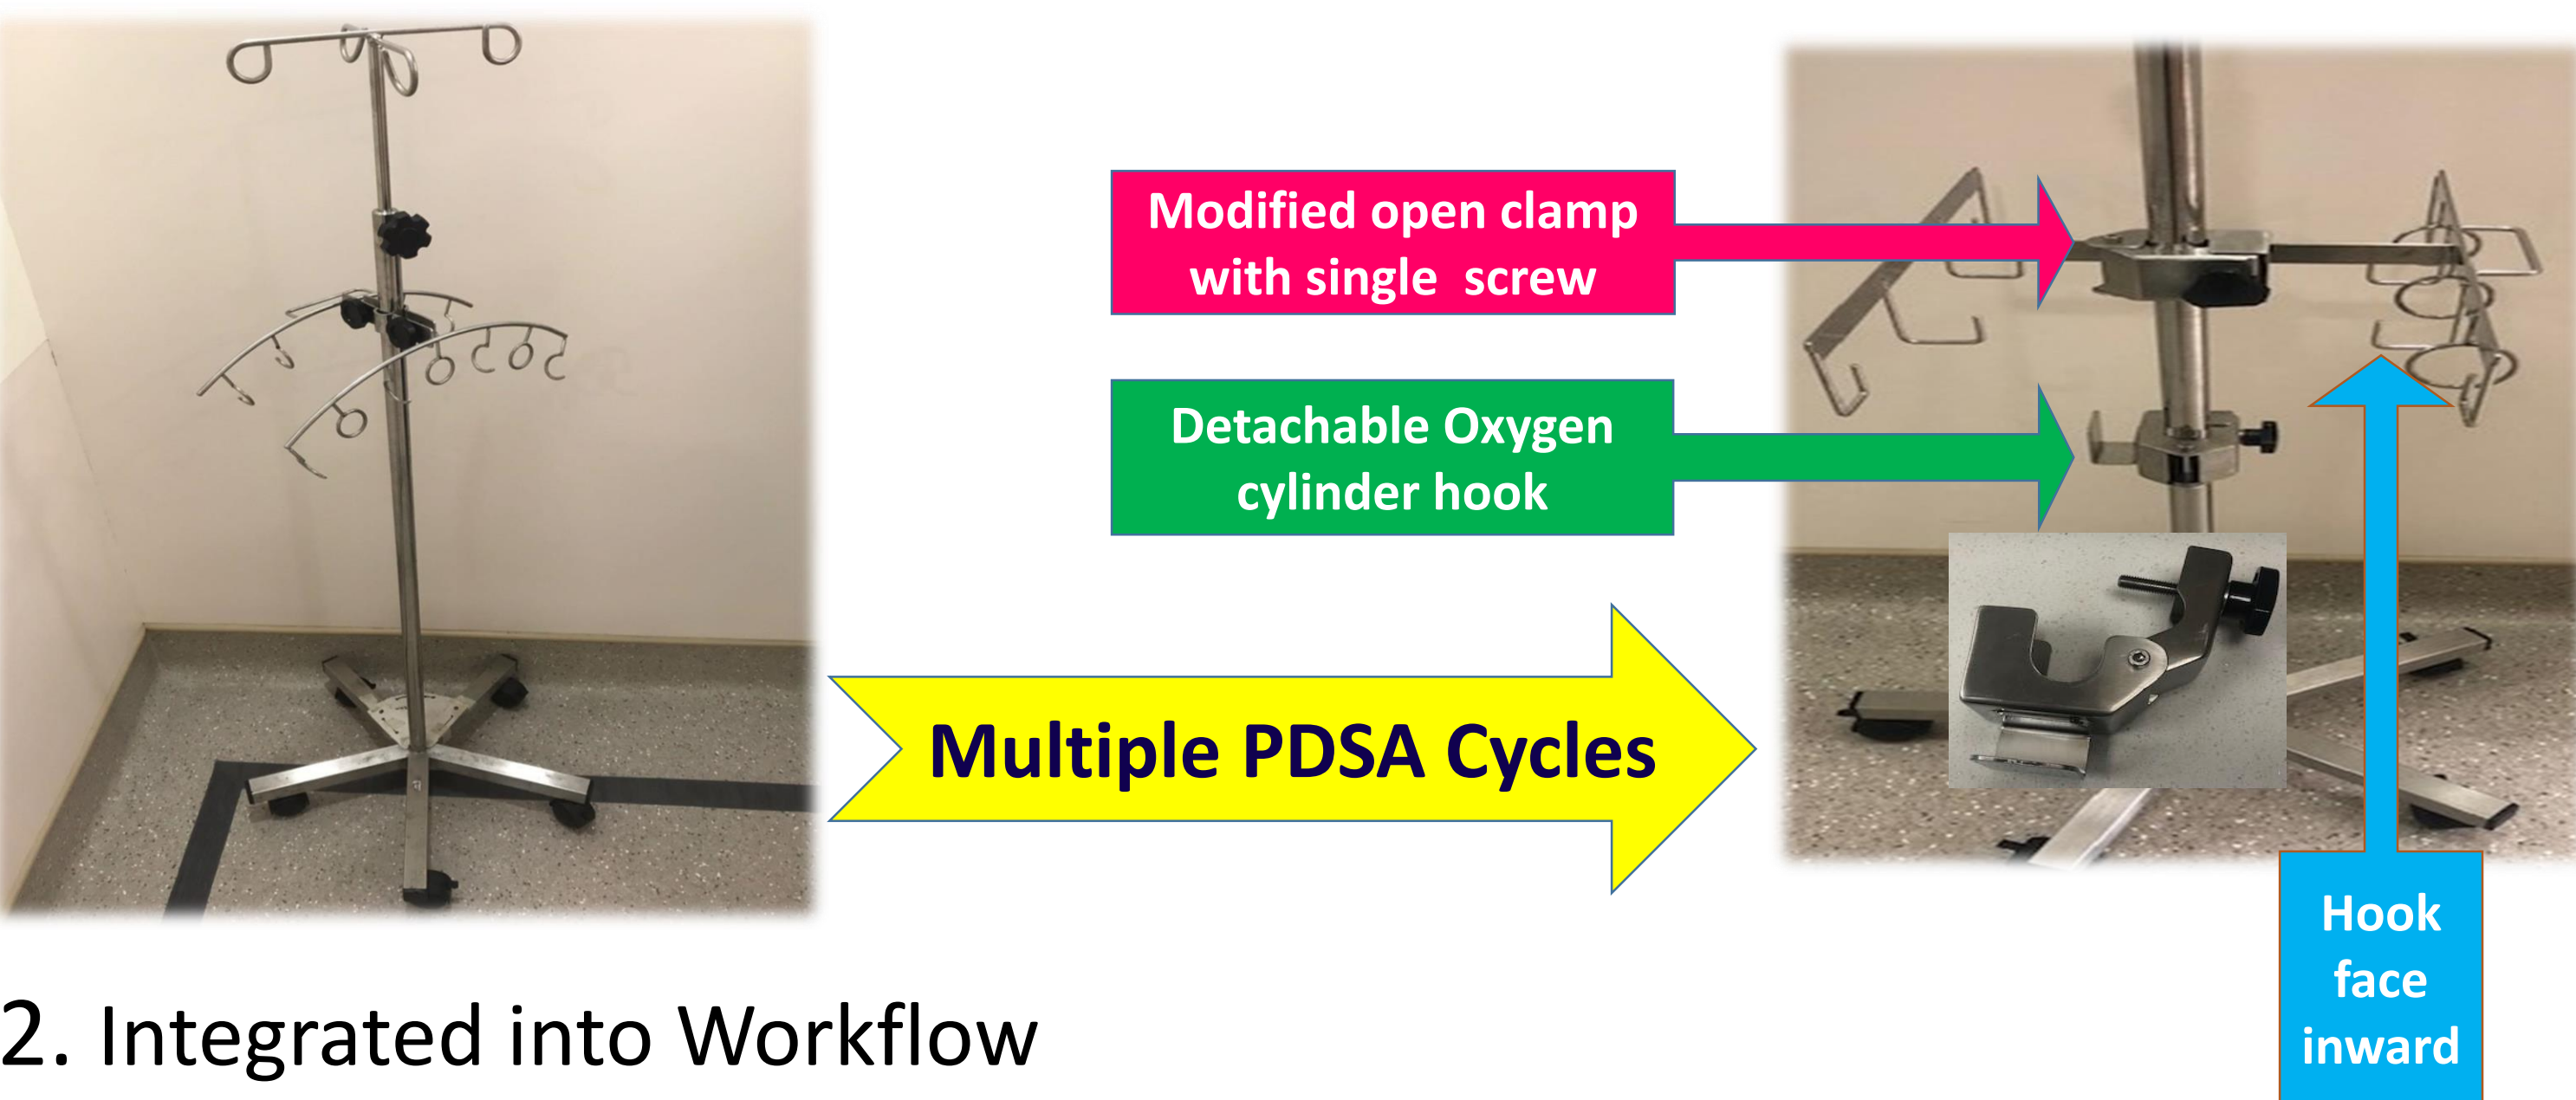 Modified open clamp
with single  screw
Detachable Oxygen
cylinder hook
Multiple PDSA Cycles
Hook
face
inward
2. Integrated into Workflow